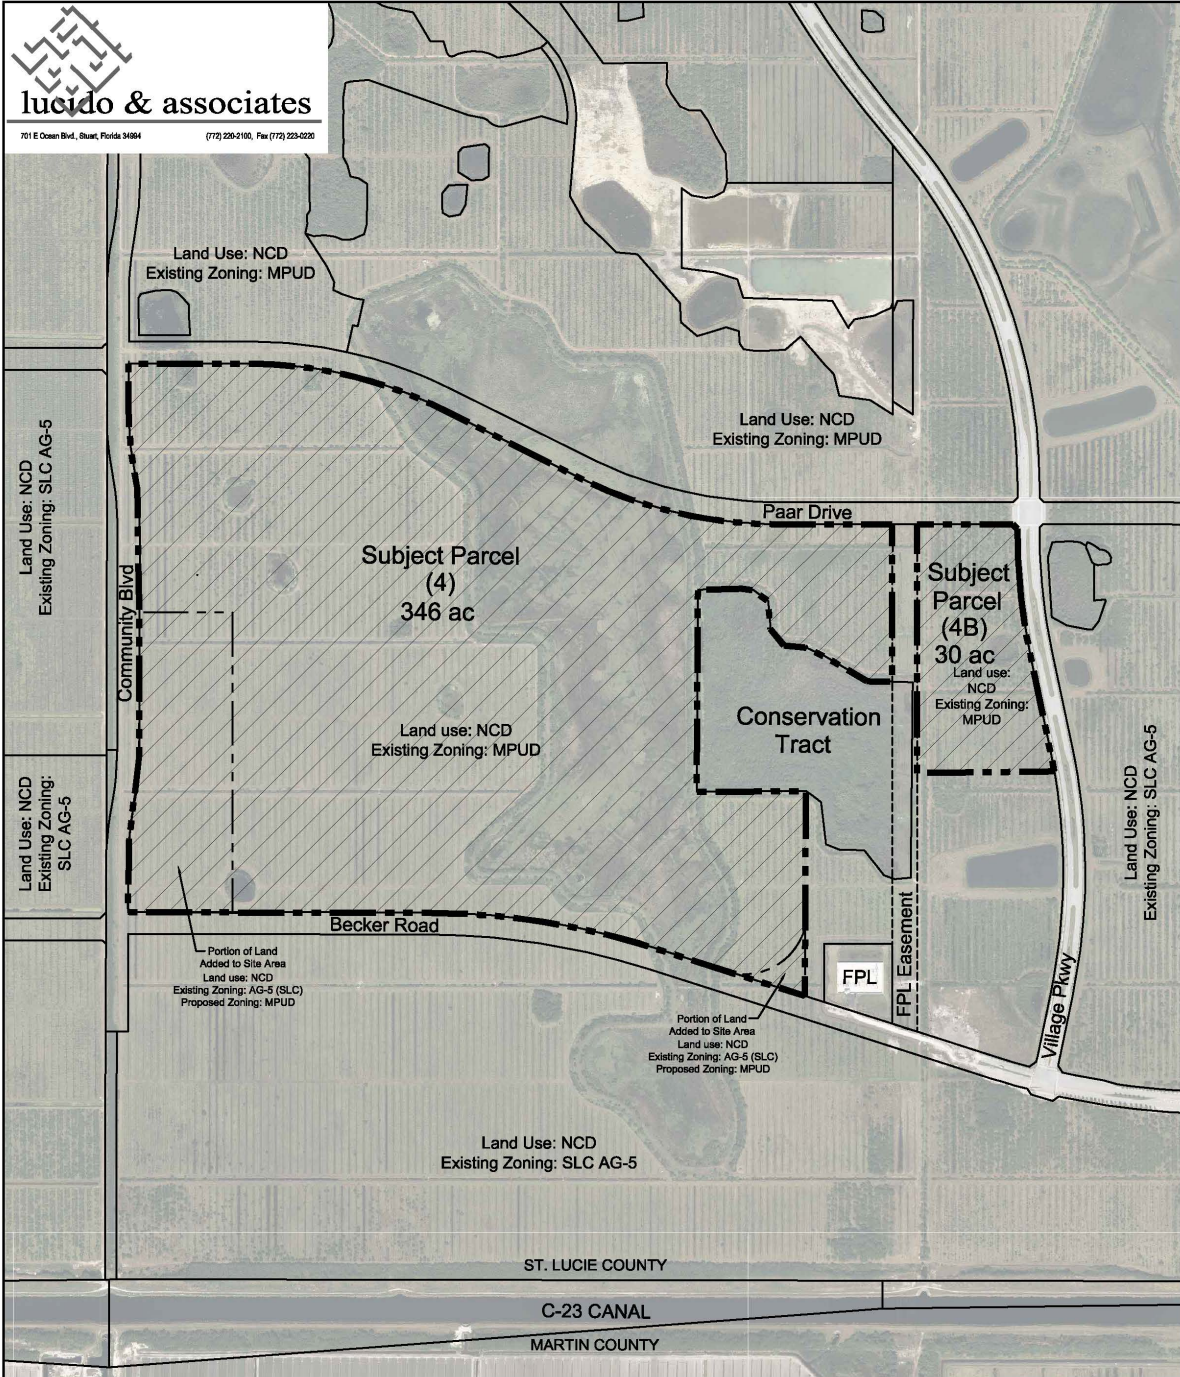 lucido & associates
701 E Ocean Blvd., Stuart, Florida 34994 (772) 220-2100, Fax (772) 223-0220
Land Use: NCD
Existing Zoning: MPUD
Land Use: NCD
Existing Zoning: MPUD
Land Use: NCD
Existing Zoning: SLC AG-5
Paar Drive
Subject Parcel
(4)
346 ac
Subject
Parcel
(4B)
30 ac
Land use:
NCD
Existing Zoning:
MPUD
Community Blvd
Land use: NCD
Existing Zoning: MPUD
Conservation
Tract
Land Use: NCD
Existing Zoning:
SLC AG-5
Land Use: NCD
Existing Zoning: SLC AG-5
Becker Road
Portion of Land
Added to Site Area
Land use: NCD
Existing Zoning: AG-5 (SLC)
Proposed Zoning: MPUD
FPL
FPL Easement
Village Pkwy
Portion of Land
Added to Site Area
Land use: NCD
Existing Zoning: AG-5 (SLC)
Proposed Zoning: MPUD
Land Use: NCD
Existing Zoning: SLC AG-5
ST. LUCIE COUNTY
C-23 CANAL
MARTIN COUNTY